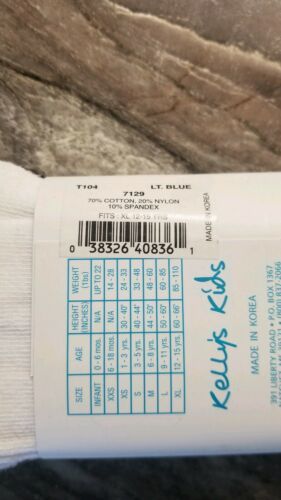 T104 LT. BLUE
7129
70% COTTON, 20% NYLON
10% SPANDEX
FITS : XL 12-15 YRS
MADE IN KOREA
0 38326 40836 1
SIZE AGE HEIGHT (INCHES) WEIGHT (lbs)
INFANT 0 - 6 mos. N/A UP TO 22
XXS 6 - 18 mos. N/A 14 - 28
XS 1 - 3 yrs. 30 - 40" 24 - 33
S 3 - 5 yrs. 40 - 44" 33 - 48
M 6 - 8 yrs. 44 - 50" 48 - 60
L 9 - 11 yrs. 50 - 60" 60 - 85
XL 12 - 15 yrs. 60 - 66" 85 - 110
Kelly's Kids
MADE IN KOREA
391 LIBERTY ROAD • P.O. BOX 1367
(800) 837-2066